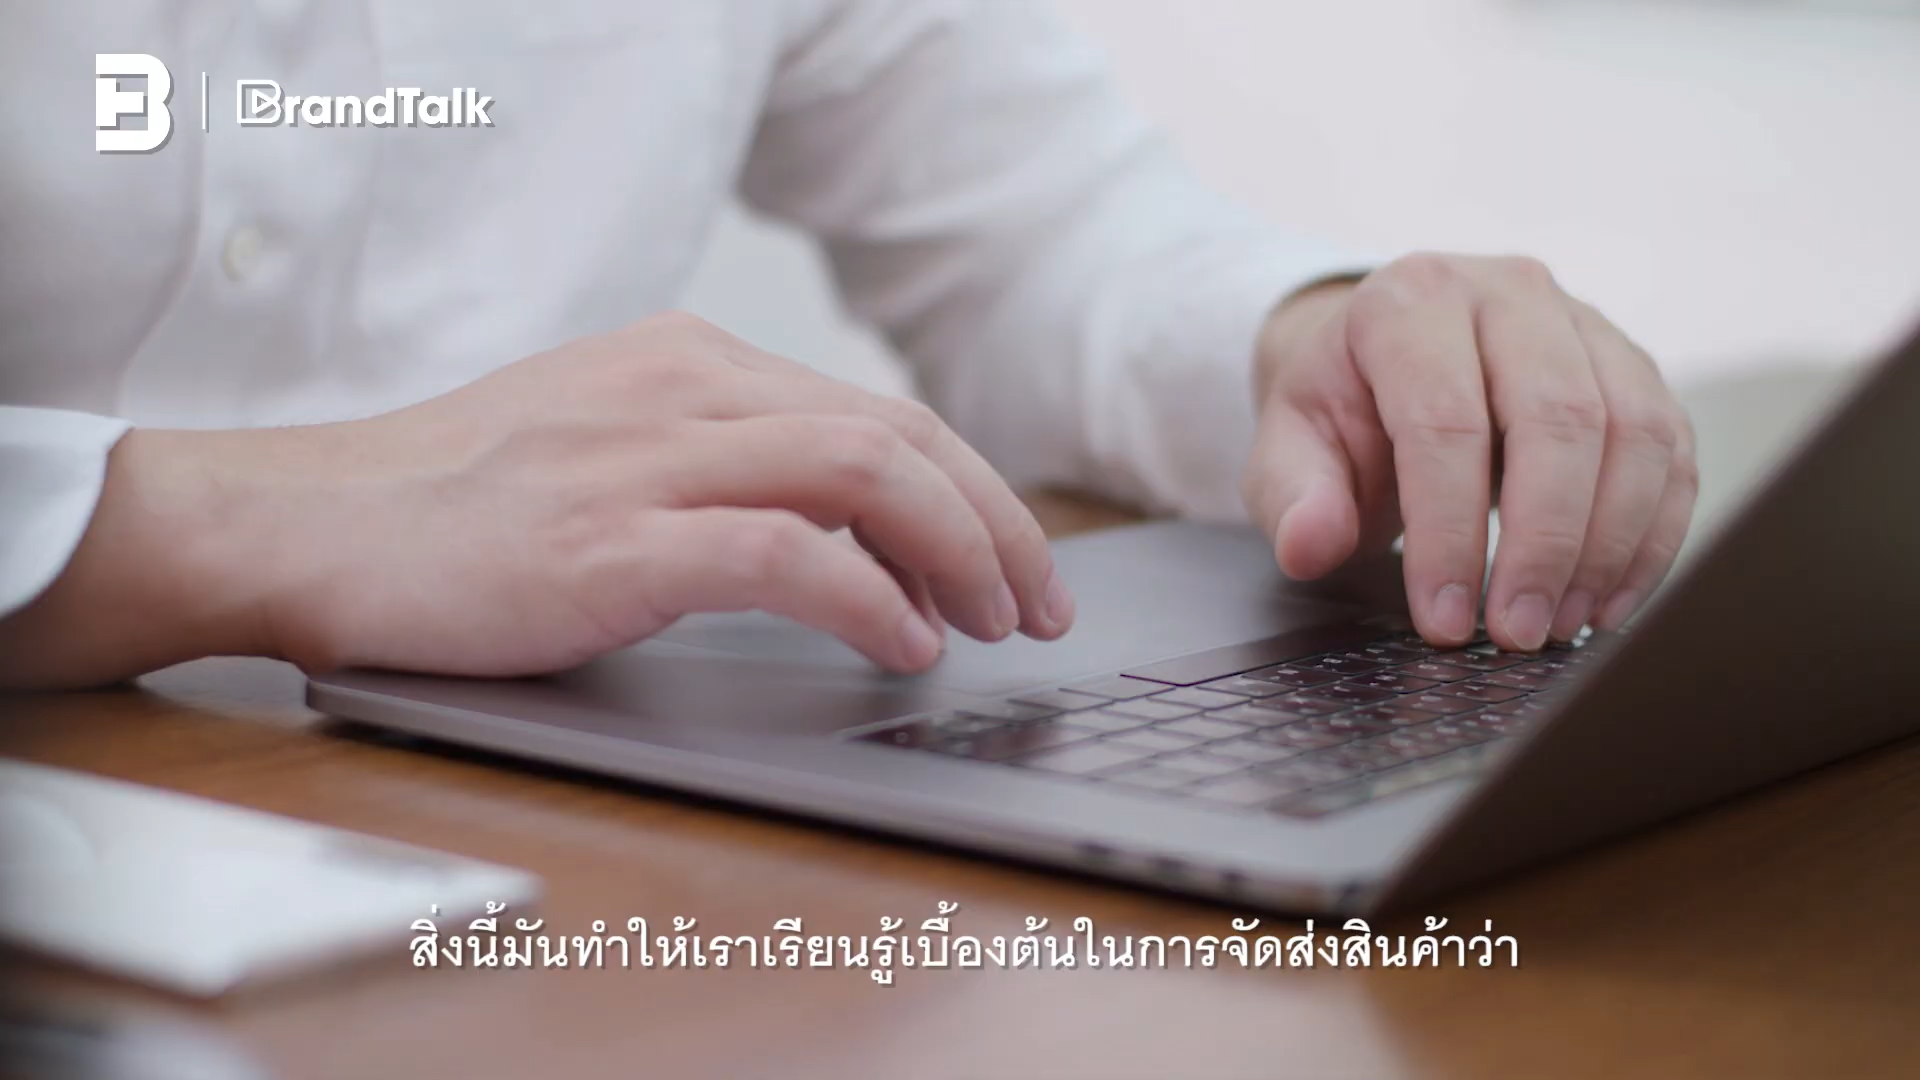 BrandTalk
สิ่งนี้มันทำให้เราเรียนรู้เบื้องต้นในการจัดส่งสินค้าว่า